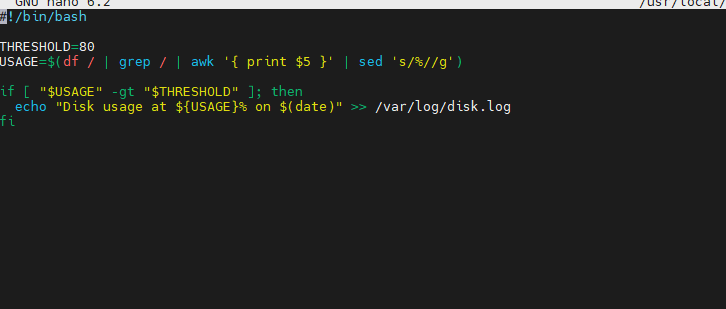 GNU nano 6.2 /usr/local/
#!/bin/bash
THRESHOLD=80
USAGE=$(df / | grep / | awk '{ print $5 }' | sed 's/%//g')
if [ "$USAGE" -gt "$THRESHOLD" ]; then
  echo "Disk usage at ${USAGE}% on $(date)" >> /var/log/disk.log
fi